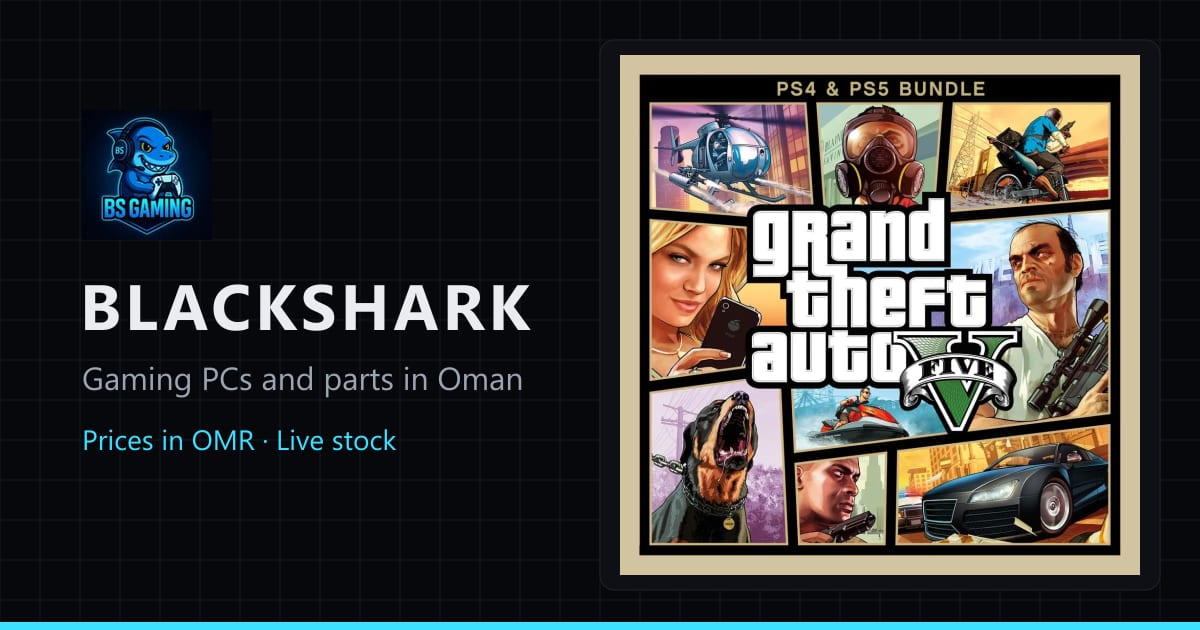 BS
BS GAMING
BLACKSHARK
Gaming PCs and parts in Oman
Prices in OMR · Live stock
PS4 & PS5 BUNDLE
grand
theft
auto
V
FIVE